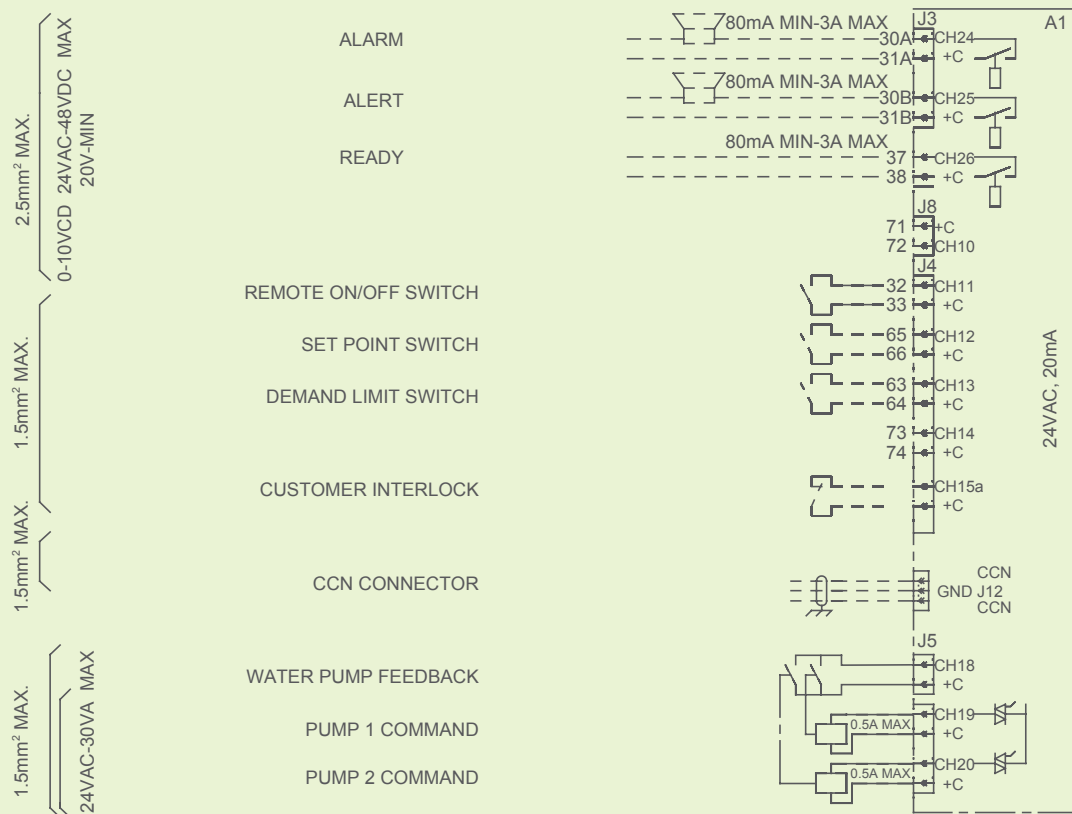 J3
A1
ALARM
80mA MIN-3A MAX
30A
CH24
31A
+C
ALERT
80mA MIN-3A MAX
30B
CH25
31B
+C
READY
80mA MIN-3A MAX
37
CH26
38
+C
2.5mm² MAX.
0-10VCD 24VAC-48VDC MAX
20V-MIN
J8
71
+C
72
CH10
J4
REMOTE ON/OFF SWITCH
32
CH11
33
+C
SET POINT SWITCH
65
CH12
66
+C
DEMAND LIMIT SWITCH
63
CH13
64
+C
73
CH14
74
+C
CUSTOMER INTERLOCK
CH15a
+C
1.5mm² MAX.
24VAC, 20mA
1.5mm² MAX.
CCN CONNECTOR
CCN
GND J12
CCN
J5
WATER PUMP FEEDBACK
CH18
+C
PUMP 1 COMMAND
0.5A MAX
CH19
+C
PUMP 2 COMMAND
0.5A MAX
CH20
+C
1.5mm² MAX.
24VAC-30VA MAX